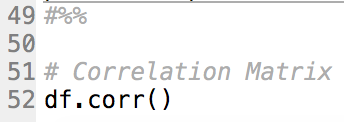 49 #%%
50
51 # Correlation Matrix
52 df.corr()